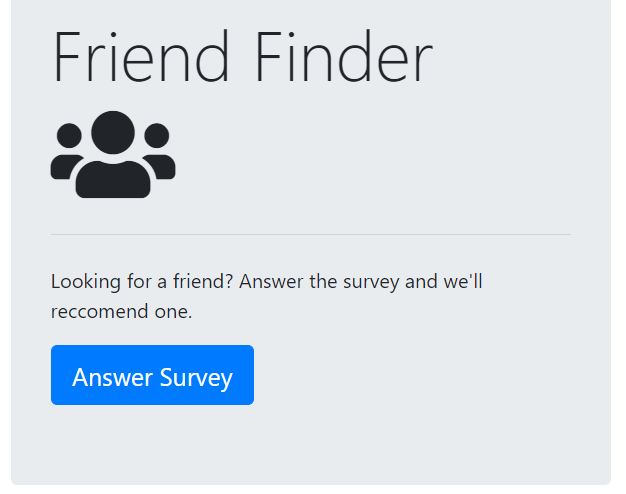 Friend Finder
Looking for a friend? Answer the survey and we'll
reccomend one.
Answer Survey